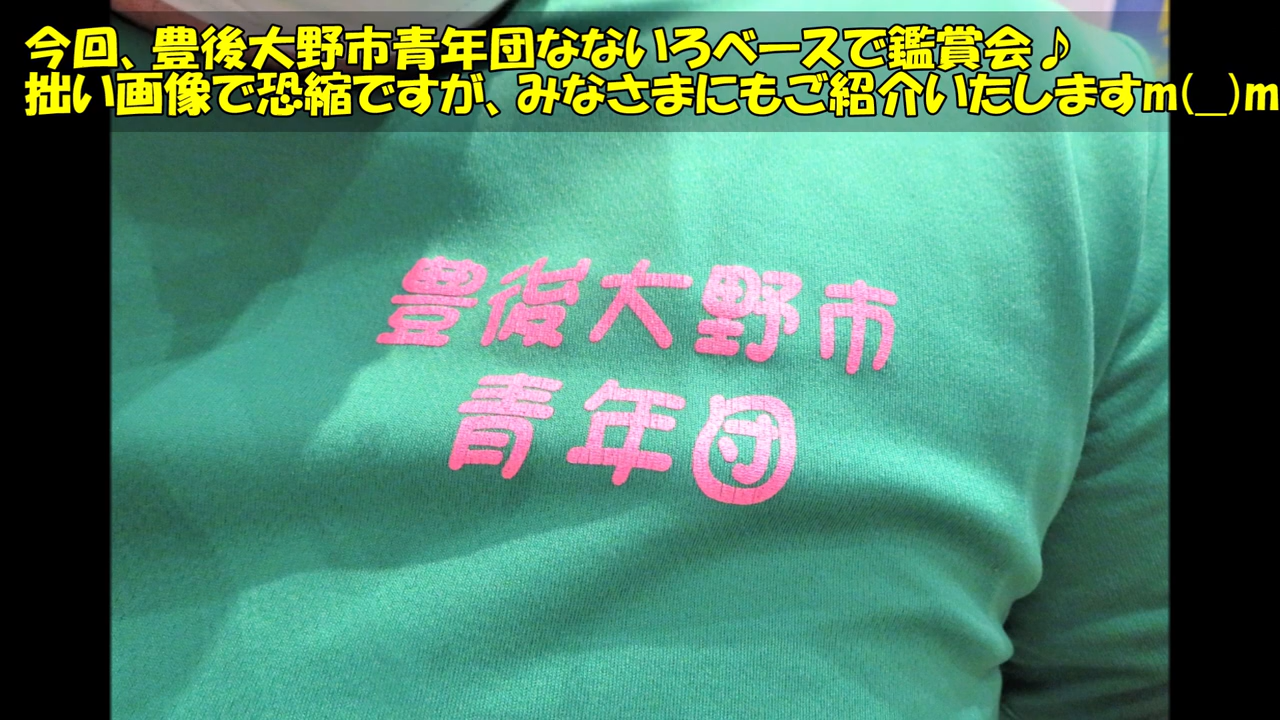 今回、豊後大野市青年団なないろベースで鑑賞会♪
拙い画像で恐縮ですが、みなさまにもご紹介いたしますm(__)m
豊後大野市
青年団